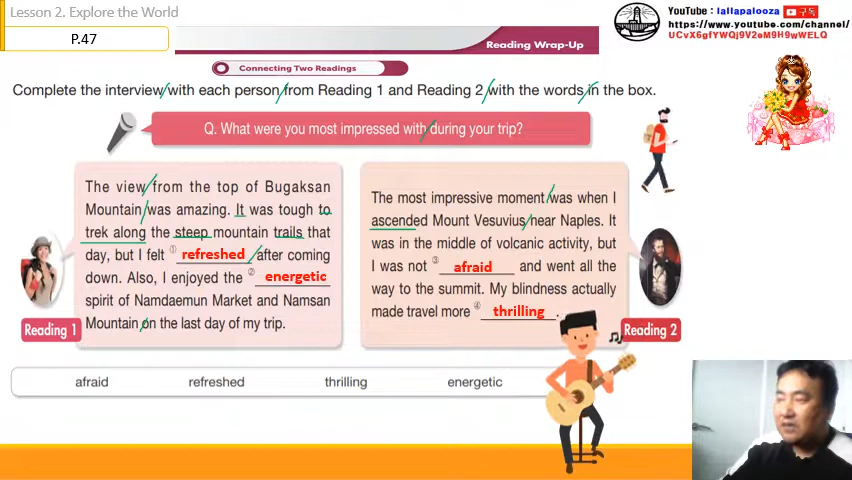 Lesson 2. Explore the World
P.47
Reading Wrap-Up
YouTube : lallapalooza 구독
https://www.youtube.com/channel/
UCvX6gfYWQj9V2eM9H9wWELQ
Connecting Two Readings
Complete the interview with each person from Reading 1 and Reading 2 with the words in the box.
Q. What were you most impressed with during your trip?
The view from the top of Bugaksan
Mountain was amazing. It was tough to
trek along the steep mountain trails that
day, but I felt ① refreshed after coming
down. Also, I enjoyed the ② energetic
spirit of Namdaemun Market and Namsan
Mountain on the last day of my trip.
Reading 1
The most impressive moment was when I
ascended Mount Vesuvius near Naples. It
was in the middle of volcanic activity, but
I was not ③ afraid and went all the
way to the summit. My blindness actually
made travel more ④ thrilling.
Reading 2
afraid refreshed thrilling energetic